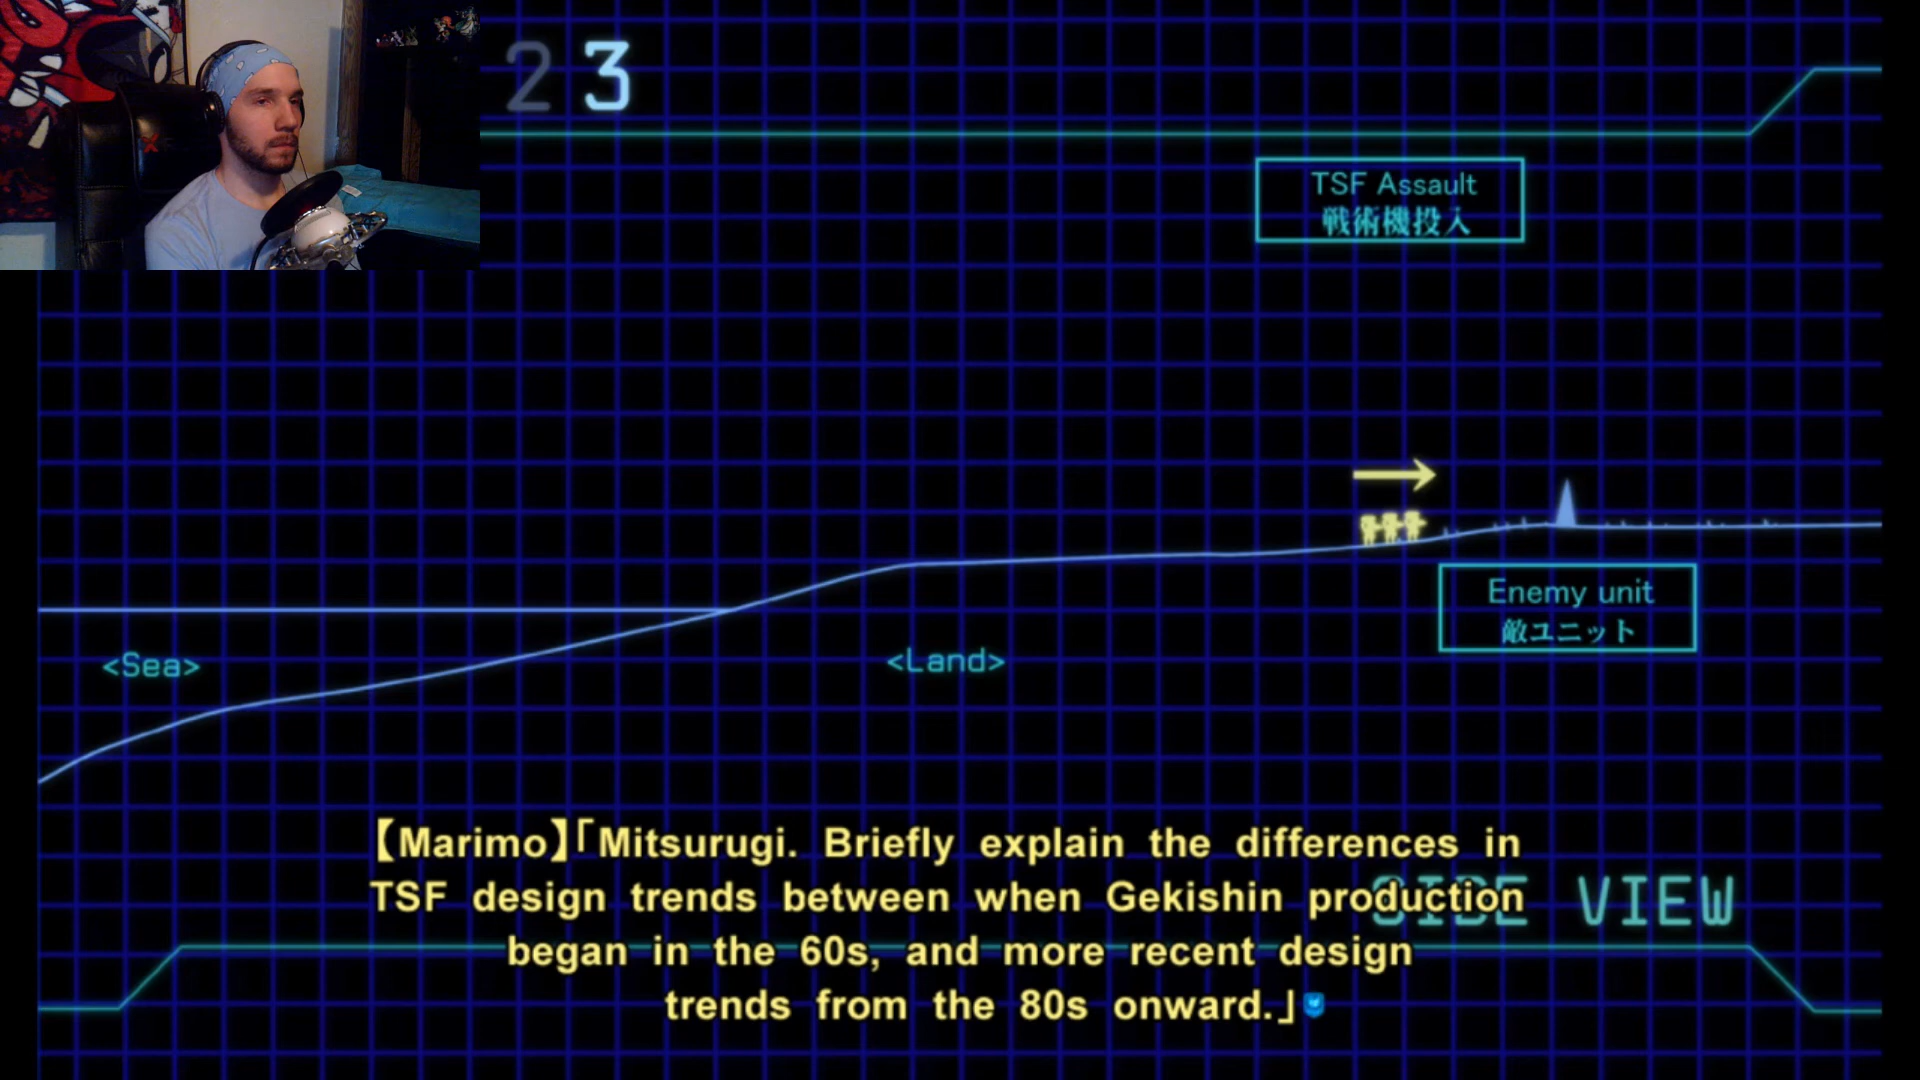 2 3
TSF Assault
戦術機投入
Enemy unit
敵ユニット
<Sea>
<Land>
【Marimo】「Mitsurugi. Briefly explain the differences in
TSF design trends between when Gekishin production
began in the 60s, and more recent design
trends from the 80s onward.」
SIDE VIEW